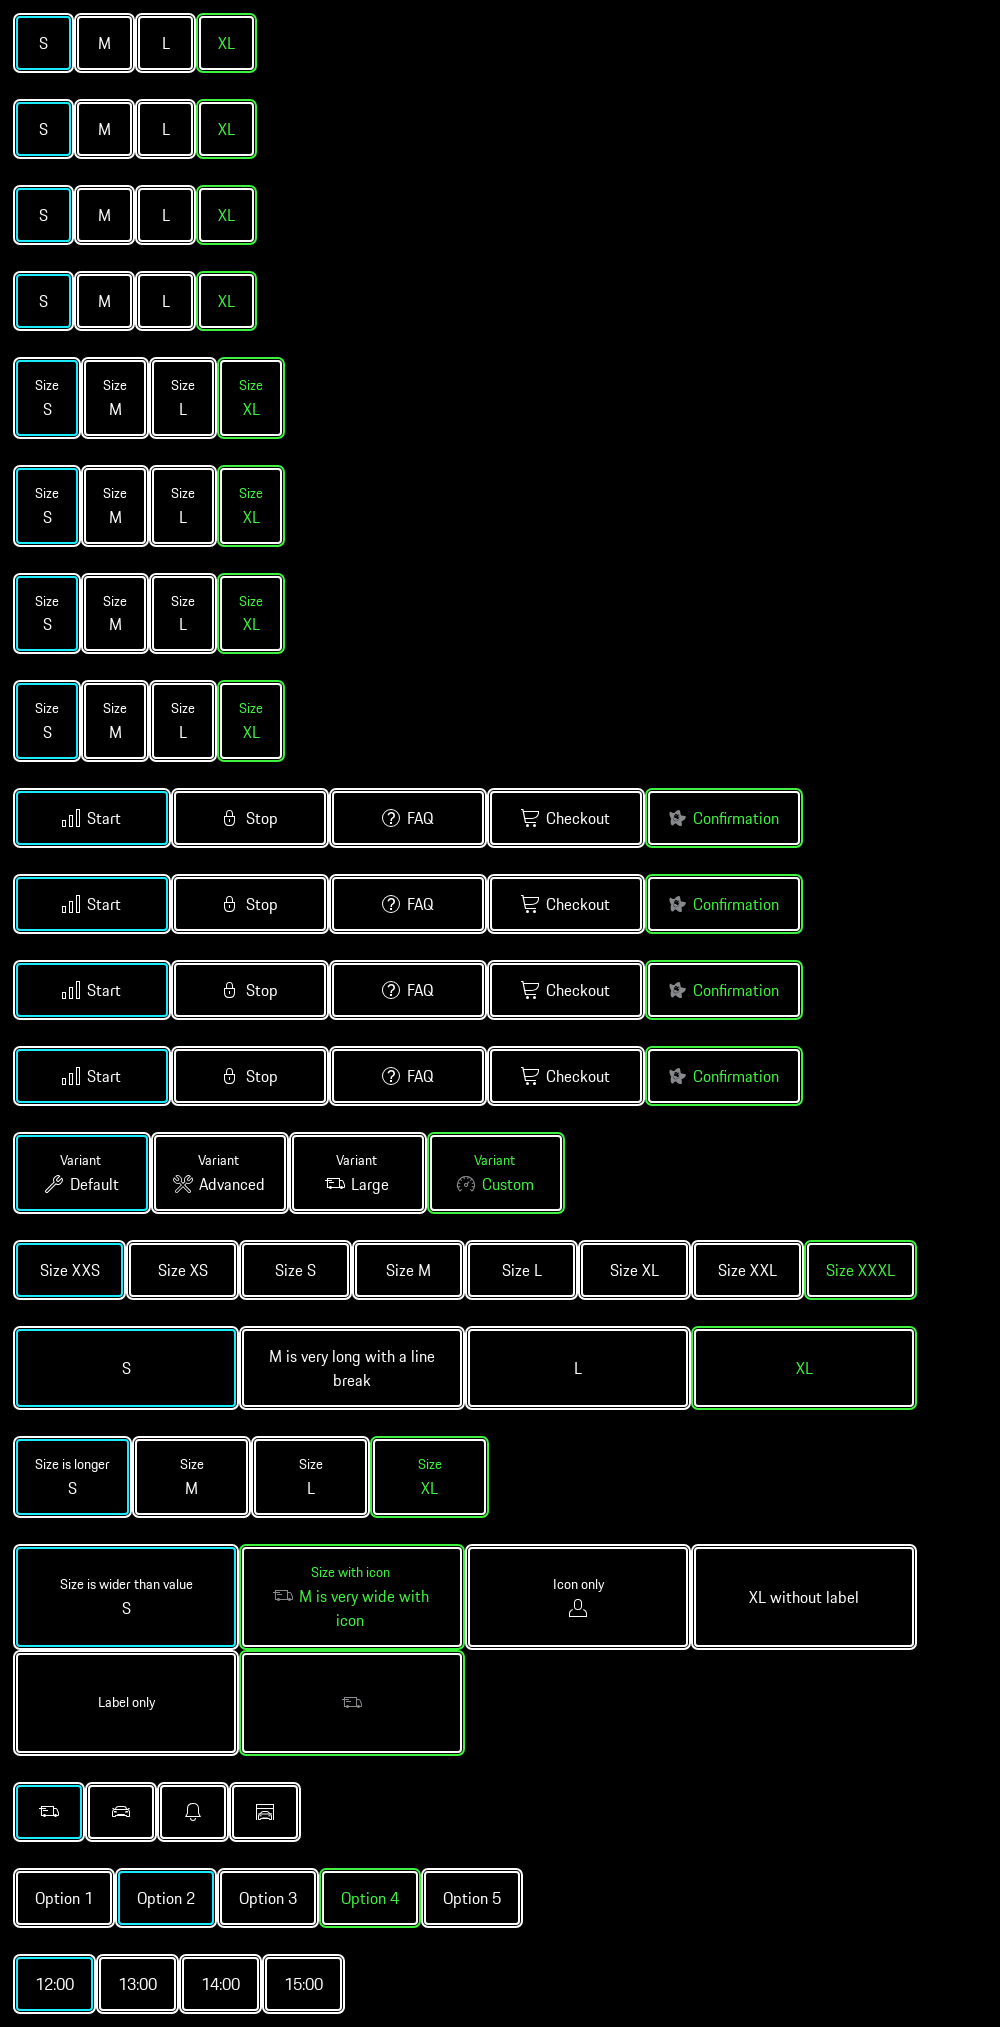 S M L XL
S M L XL
S M L XL
S M L XL
Size Size Size Size
S M L XL
Size Size Size Size
S M L XL
Size Size Size Size
S M L XL
Size Size Size Size
S M L XL
Start Stop FAQ Checkout Confirmation
Start Stop FAQ Checkout Confirmation
Start Stop FAQ Checkout Confirmation
Start Stop FAQ Checkout Confirmation
Variant Variant Variant Variant
Default Advanced Large Custom
Size XXS Size XS Size S Size M Size L Size XL Size XXL Size XXXL
S
M is very long with a line
break
L
XL
Size is longer Size Size Size
S M L XL
Size is wider than value
S
Size with icon
M is very wide with
icon
Icon only
XL without label
Label only
Option 1 Option 2 Option 3 Option 4 Option 5
12:00 13:00 14:00 15:00